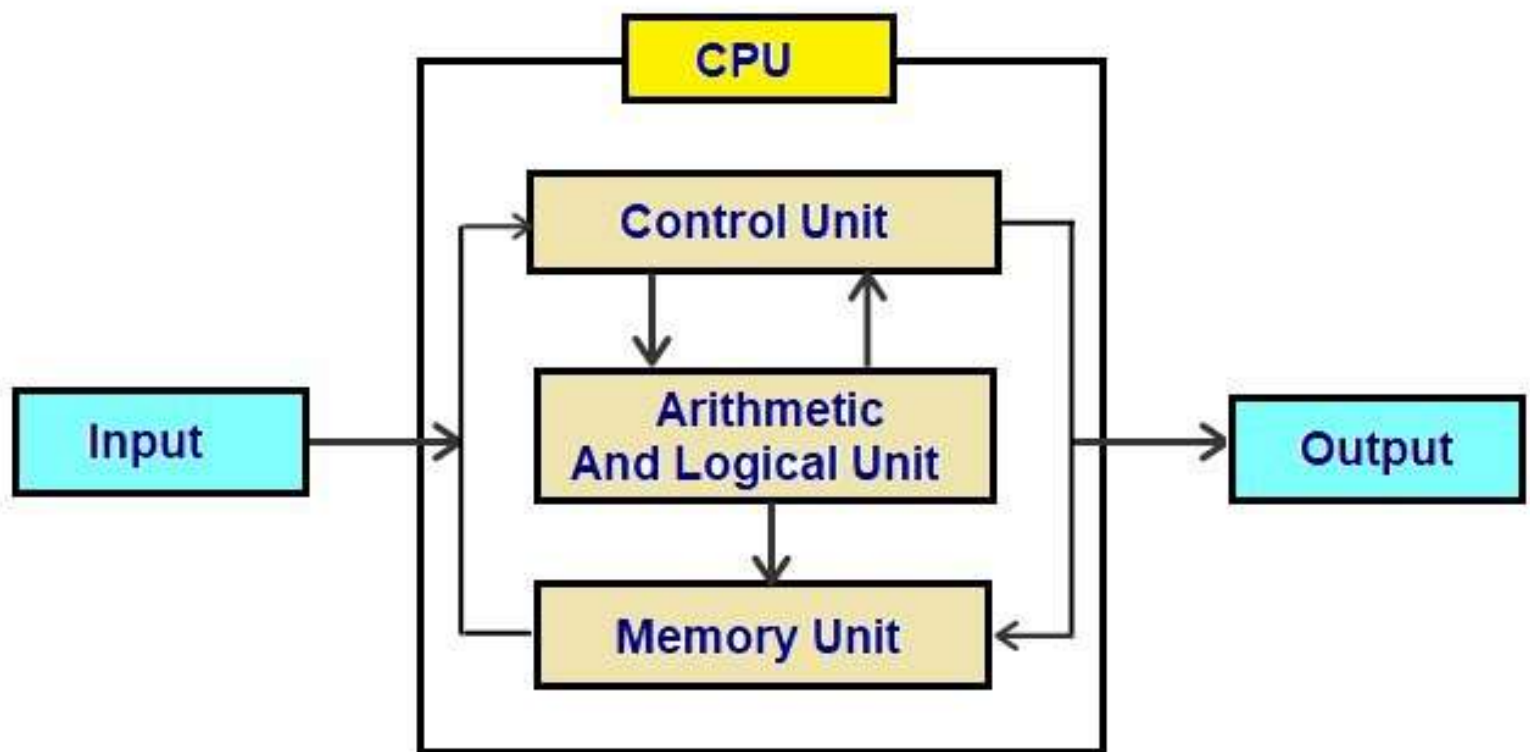 CPU
Control Unit
Arithmetic
And Logical Unit
Input
Output
Memory Unit